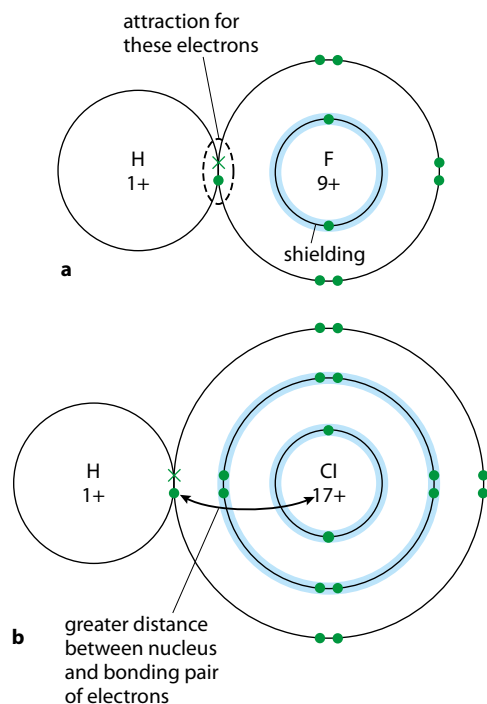 attraction for
these electrons
H
1+
F
9+
shielding
a
H
1+
Cl
17+
greater distance
between nucleus
and bonding pair
of electrons
b